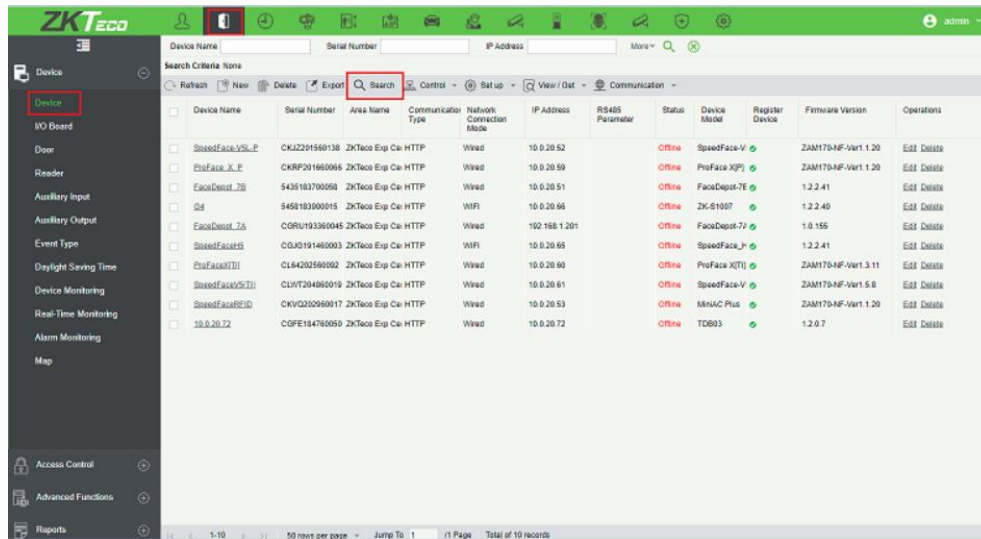 ZKTeco
admin
Device Name Serial Number IP Address More
Search Criteria None
Refresh New Delete Export Search Control Set up View / Get Communication
Device
Device
I/O Board
Door
Reader
Auxiliary Input
Auxiliary Output
Event Type
Daylight Saving Time
Device Monitoring
Real-Time Monitoring
Alarm Monitoring
Map
Access Control
Advanced Functions
Reports
Device Name Serial Number Area Name Communication Type Network Connection Mode IP Address RS485 Parameter Status Device Model Register Device Firmware Version Operations
SpeedFace-V5L-P CKJZ201560138 ZKTeco Exp Ce HTTP Wired 10.0.20.52 Offline SpeedFace-V ZAM170-NF-Ver1.1.20 Edit Delete
ProFace_X_P CKRP201660066 ZKTeco Exp Ce HTTP Wired 10.0.20.59 Offline ProFace X[P] ZAM170-NF-Ver1.1.20 Edit Delete
FaceDepot_7B 5435183700058 ZKTeco Exp Ce HTTP Wired 10.0.20.51 Offline FaceDepot-7E 1.2.2.41 Edit Delete
G4 5458183900015 ZKTeco Exp Ce HTTP WIFI 10.0.20.66 Offline ZK-S1007 1.2.2.40 Edit Delete
FaceDepot_7A CGRU193360045 ZKTeco Exp Ce HTTP Wired 192.168.1.201 Offline FaceDepot-7A 1.0.155 Edit Delete
SpeedFaceH5 CGJG191460003 ZKTeco Exp Ce HTTP WIFI 10.0.20.65 Offline SpeedFace_H 1.2.2.41 Edit Delete
ProFaceX[TI] CL64202560092 ZKTeco Exp Ce HTTP Wired 10.0.20.60 Offline ProFace X[TI] ZAM170-NF-Ver1.3.11 Edit Delete
SpeedFaceV5[TI] CLWT204860019 ZKTeco Exp Ce HTTP Wired 10.0.20.61 Offline SpeedFace-V ZAM170-NF-Ver1.5.8 Edit Delete
SpeedFaceRFID CKVQ202960017 ZKTeco Exp Ce HTTP Wired 10.0.20.53 Offline MiniAC Plus ZAM170-NF-Ver1.1.20 Edit Delete
10.0.20.72 CGFE184760050 ZKTeco Exp Ce HTTP Wired 10.0.20.72 Offline TDB03 1.2.0.7 Edit Delete
1-10 50 rows per page Jump To 1 /1 Page Total of 10 records